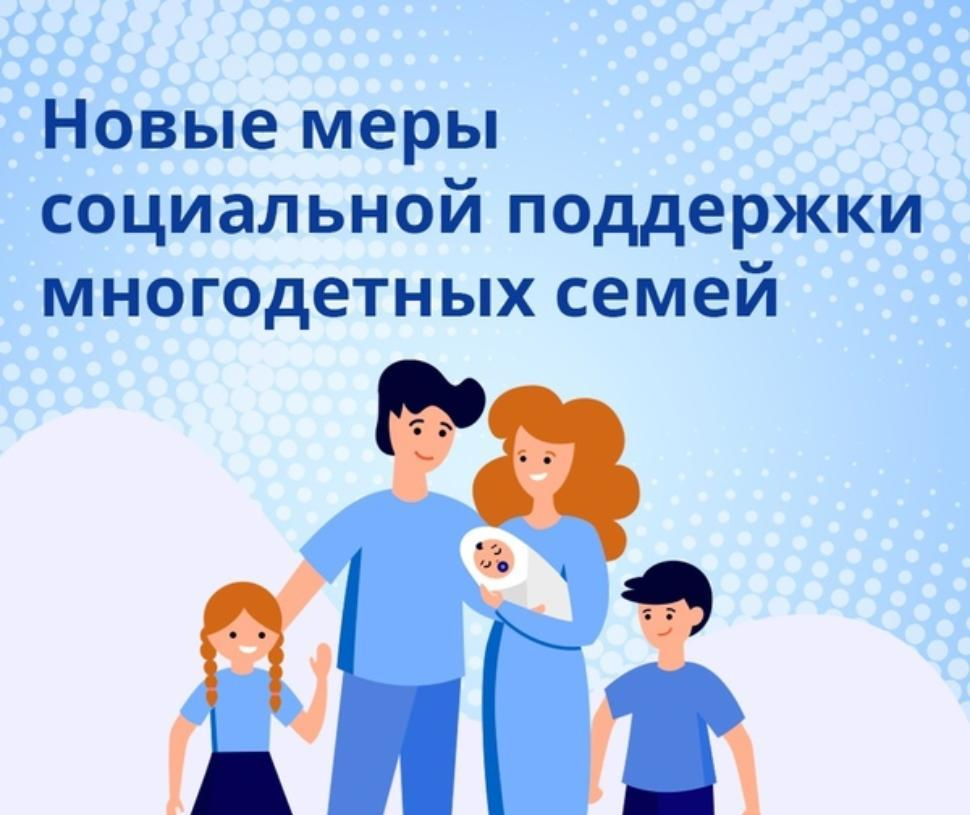 Новые меры
социальной поддержки
многодетных семей